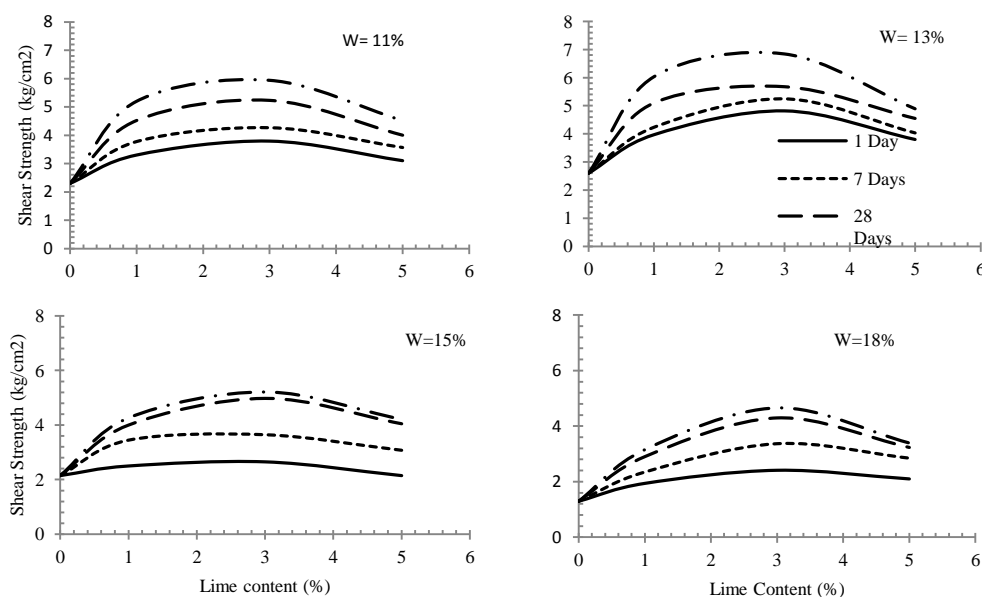 W= 11%
Shear Strength (kg/cm2)
8
7
6
5
4
3
2
1
0
0 1 2 3 4 5 6
W= 13%
8
7
6
5
4
3
2
1
0
0 1 2 3 4 5 6
1 Day
7 Days
28
Days
W=15%
Shear Strength (kg/cm2)
8
6
4
2
0
0 1 2 3 4 5 6
Lime content (%)
W=18%
8
6
4
2
0
0 1 2 3 4 5 6
Lime Content (%)